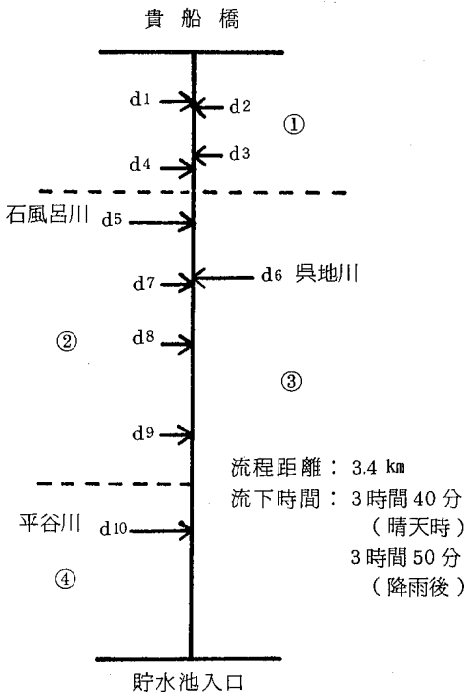 貴船橋
d1
d2
①
d3
d4
石風呂川 d5
d6 呉地川
d7
② d8
③
d9
流程距離： 3.4 km
流下時間： 3時間40分
（晴天時）
3時間50分
（降雨後）
平谷川 d10
④
貯水池入口